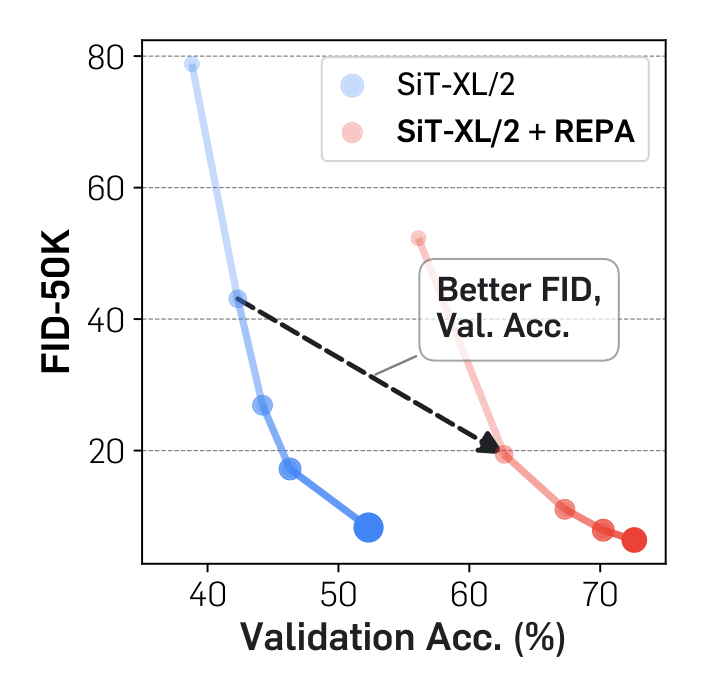 80
60
40
20
FID-50K
SiT-XL/2
SiT-XL/2 + REPA
Better FID,
Val. Acc.
40 50 60 70
Validation Acc. (%)